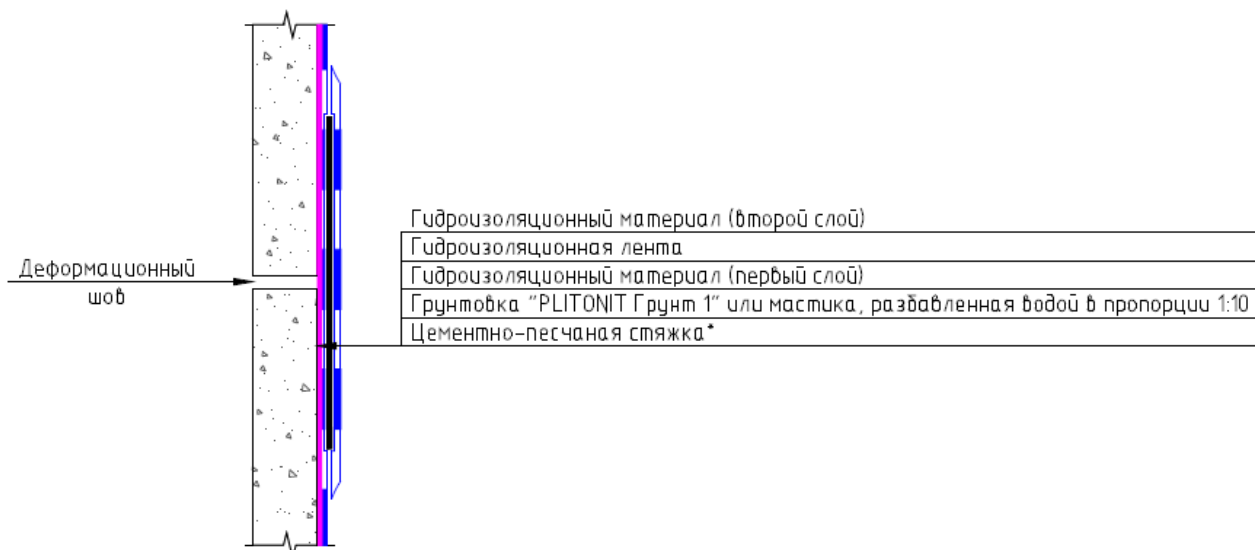 Гидроизоляционный материал (второй слой)
Гидроизоляционная лента
Деформационный
шов
Гидроизоляционный материал (первый слой)
Грунтовка "PLITONIT Грунт 1" или мастика, разбавленная водой в пропорции 1:10
Цементно-песчаная стяжка*